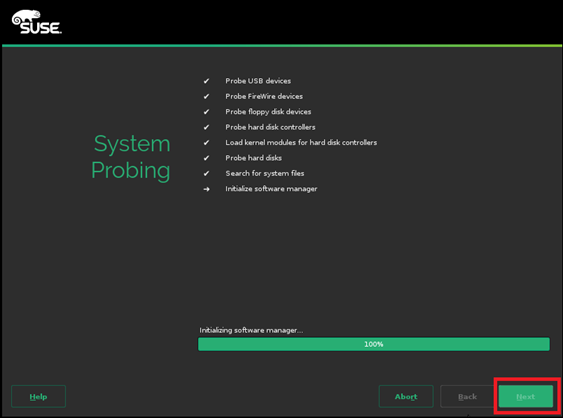 SUSE.
System
Probing
✔ Probe USB devices
✔ Probe FireWire devices
✔ Probe floppy disk devices
✔ Probe hard disk controllers
✔ Load kernel modules for hard disk controllers
✔ Probe hard disks
✔ Search for system files
➔ Initialize software manager
Initializing software manager...
100%
Help Abort Back Next